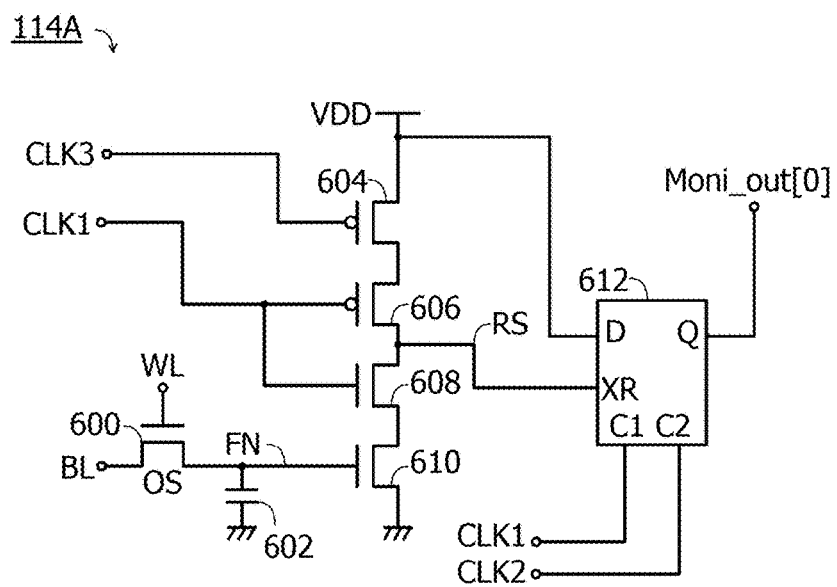 114A
VDD
CLK3
604
Moni_out[0]
CLK1
612
606
RS
D
Q
WL
608
XR
600
C1
C2
FN
BL
OS
610
602
CLK1
CLK2